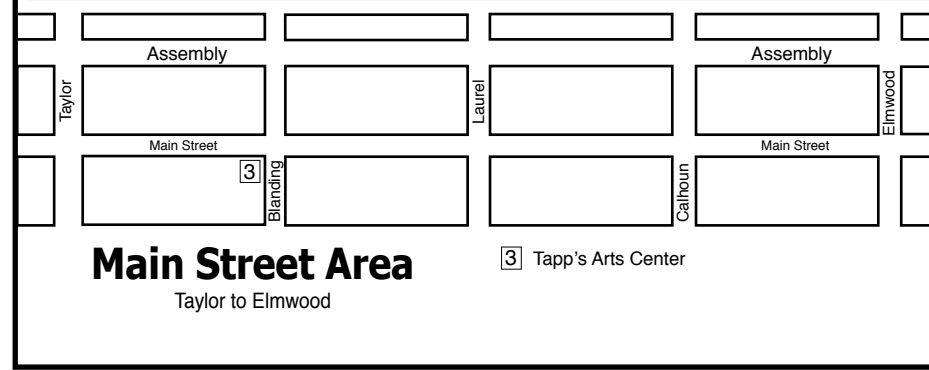 Assembly
Assembly
Taylor
Laurel
Elmwood
Main Street
Main Street
3
Blanding
Calhoun
Main Street Area
3 Tapp's Arts Center
Taylor to Elmwood